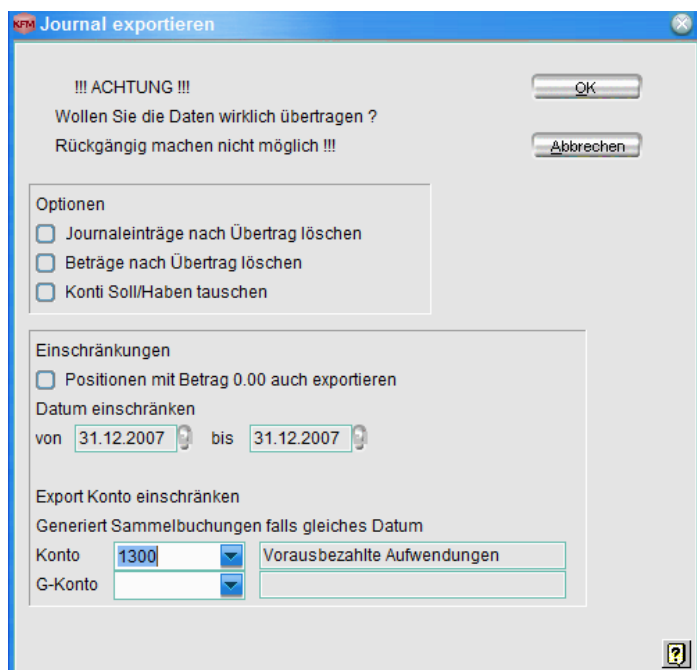 KFM Journal exportieren
!!! ACHTUNG !!!
OK
Wollen Sie die Daten wirklich übertragen ?
Rückgängig machen nicht möglich !!!
Abbrechen
Optionen
Journaleinträge nach Übertrag löschen
Beträge nach Übertrag löschen
Konti Soll/Haben tauschen
Einschränkungen
Positionen mit Betrag 0.00 auch exportieren
Datum einschränken
von 31.12.2007 bis 31.12.2007
Export Konto einschränken
Generiert Sammelbuchungen falls gleiches Datum
Konto 1300 Vorausbezahlte Aufwendungen
G-Konto
?